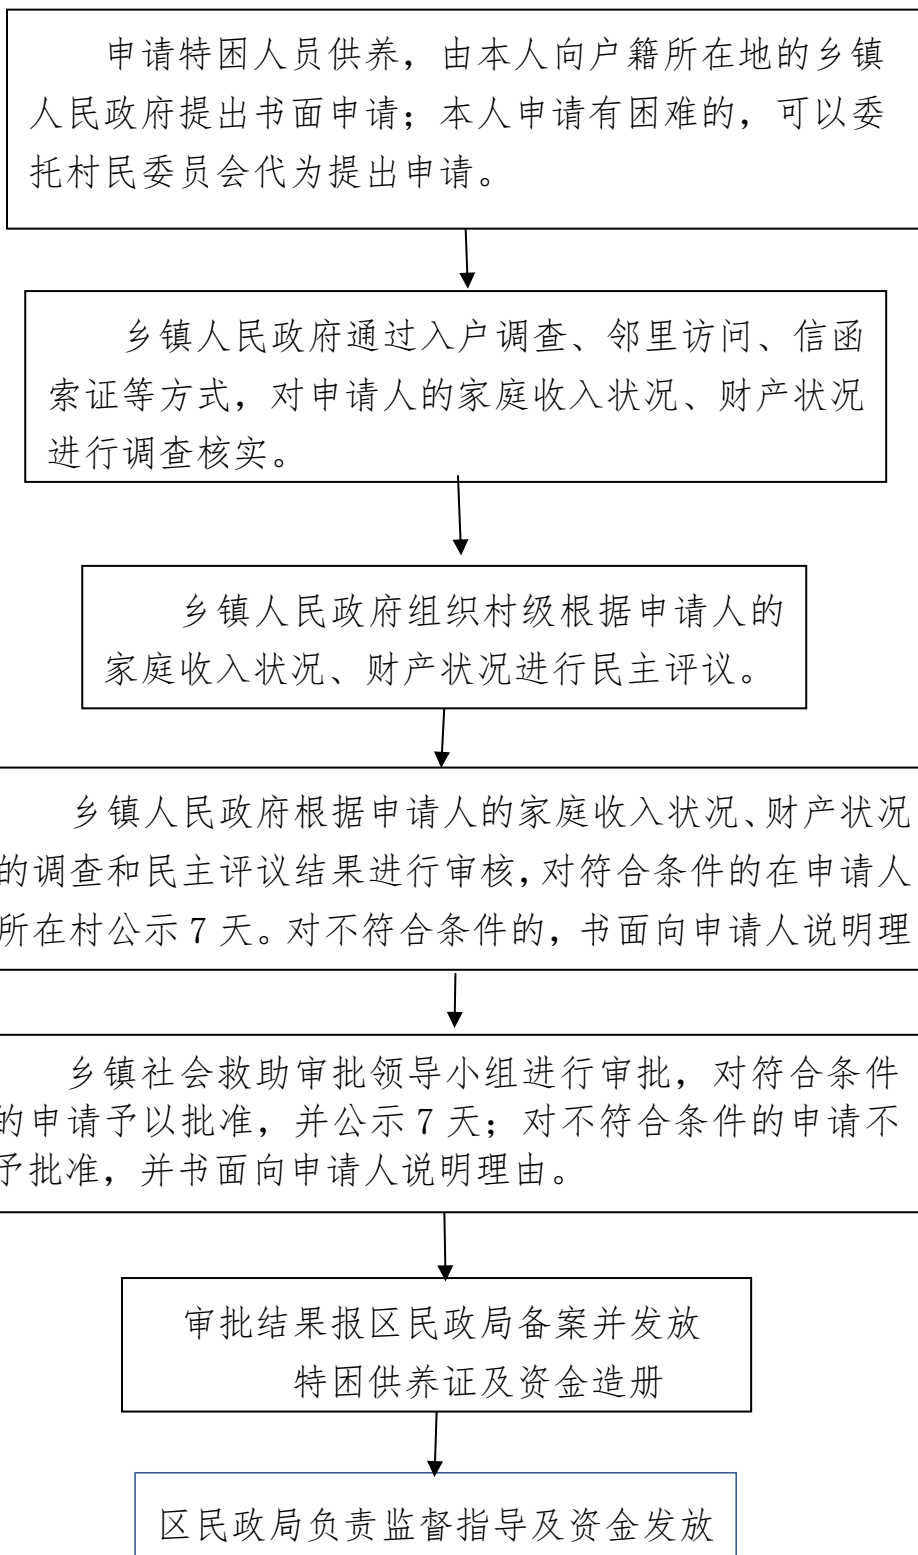 申请特困人员供养，由本人向户籍所在地的乡镇
人民政府提出书面申请；本人申请有困难的，可以委
托村民委员会代为提出申请。
乡镇人民政府通过入户调查、邻里访问、信函
索证等方式，对申请人的家庭收入状况、财产状况
进行调查核实。
乡镇人民政府组织村级根据申请人的
家庭收入状况、财产状况进行民主评议。
乡镇人民政府根据申请人的家庭收入状况、财产状况
的调查和民主评议结果进行审核，对符合条件的在申请人
所在村公示7天。对不符合条件的，书面向申请人说明理
乡镇社会救助审批领导小组进行审批，对符合条件
的申请予以批准，并公示7天；对不符合条件的申请不
予批准，并书面向申请人说明理由。
审批结果报区民政局备案并发放
特困供养证及资金造册
区民政局负责监督指导及资金发放